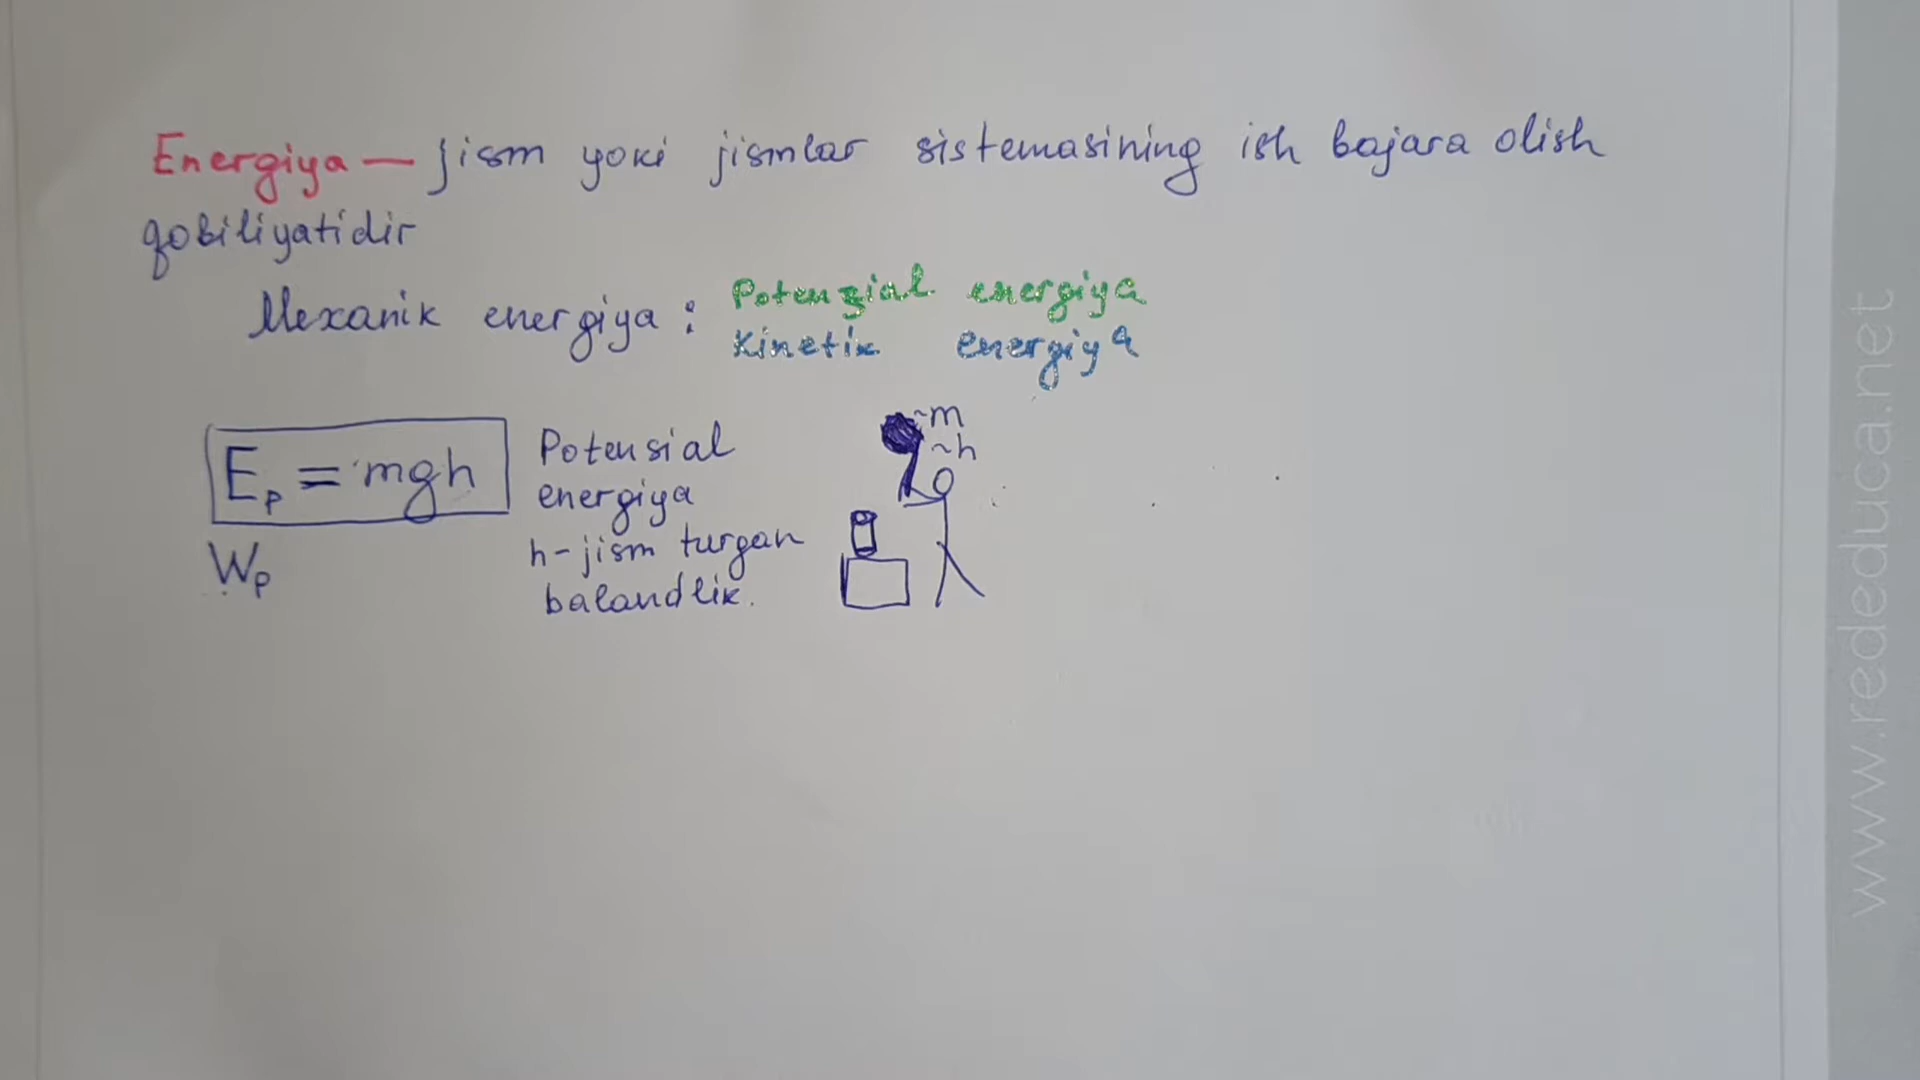 Energiya — Jism yoki jismlar sistemasining ish bajara olish
qobiliyatidir
Mexanik energiya : Potensial energiya
Kinetik energiya
Ep = mgh
Wp
Potensial
energiya
h-jism turgan
balandlik.
~m
~h
www.rededuca.net